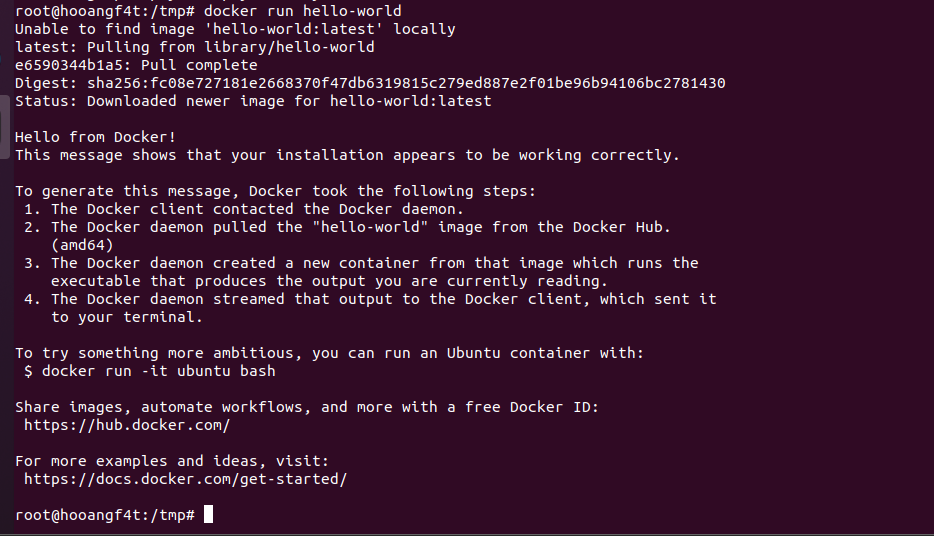 root@hooangf4t:/tmp# docker run hello-world
Unable to find image 'hello-world:latest' locally
latest: Pulling from library/hello-world
e6590344b1a5: Pull complete
Digest: sha256:fc08e727181e2668370f47db6319815c279ed887e2f01be96b94106bc2781430
Status: Downloaded newer image for hello-world:latest

Hello from Docker!
This message shows that your installation appears to be working correctly.

To generate this message, Docker took the following steps:
 1. The Docker client contacted the Docker daemon.
 2. The Docker daemon pulled the "hello-world" image from the Docker Hub.
    (amd64)
 3. The Docker daemon created a new container from that image which runs the
    executable that produces the output you are currently reading.
 4. The Docker daemon streamed that output to the Docker client, which sent it
    to your terminal.

To try something more ambitious, you can run an Ubuntu container with:
 $ docker run -it ubuntu bash

Share images, automate workflows, and more with a free Docker ID:
 https://hub.docker.com/

For more examples and ideas, visit:
 https://docs.docker.com/get-started/

root@hooangf4t:/tmp#